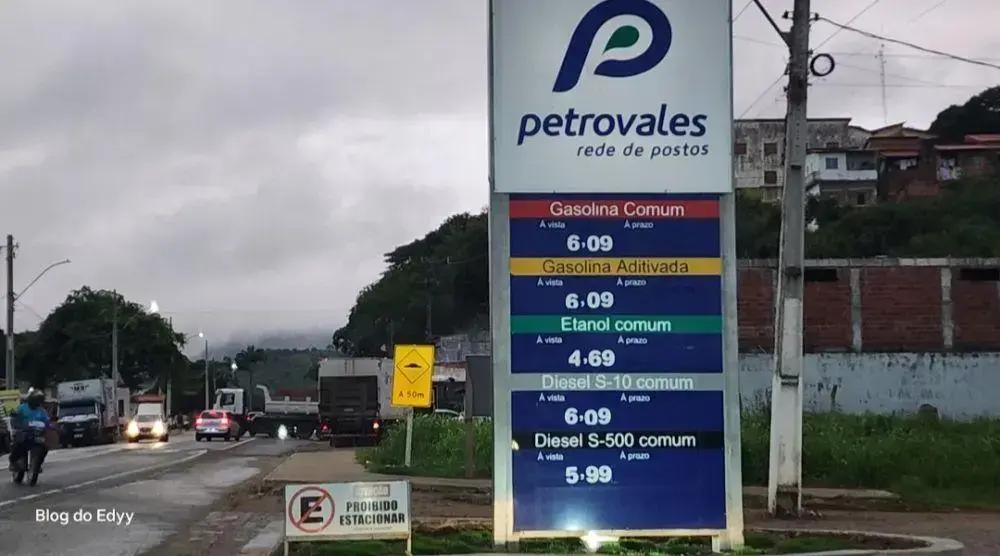 petrovales
rede de postos
Gasolina Comum
À vista À prazo
6,09
Gasolina Aditivada
À vista À prazo
6,09
Etanol comum
À vista À prazo
4,69
Diesel S-10 comum
À vista À prazo
6,09
Diesel S-500 comum
À vista À prazo
5,99
A 50m
ATENÇÃO
E PROIBIDO
ESTACIONAR
Blog do Edyy